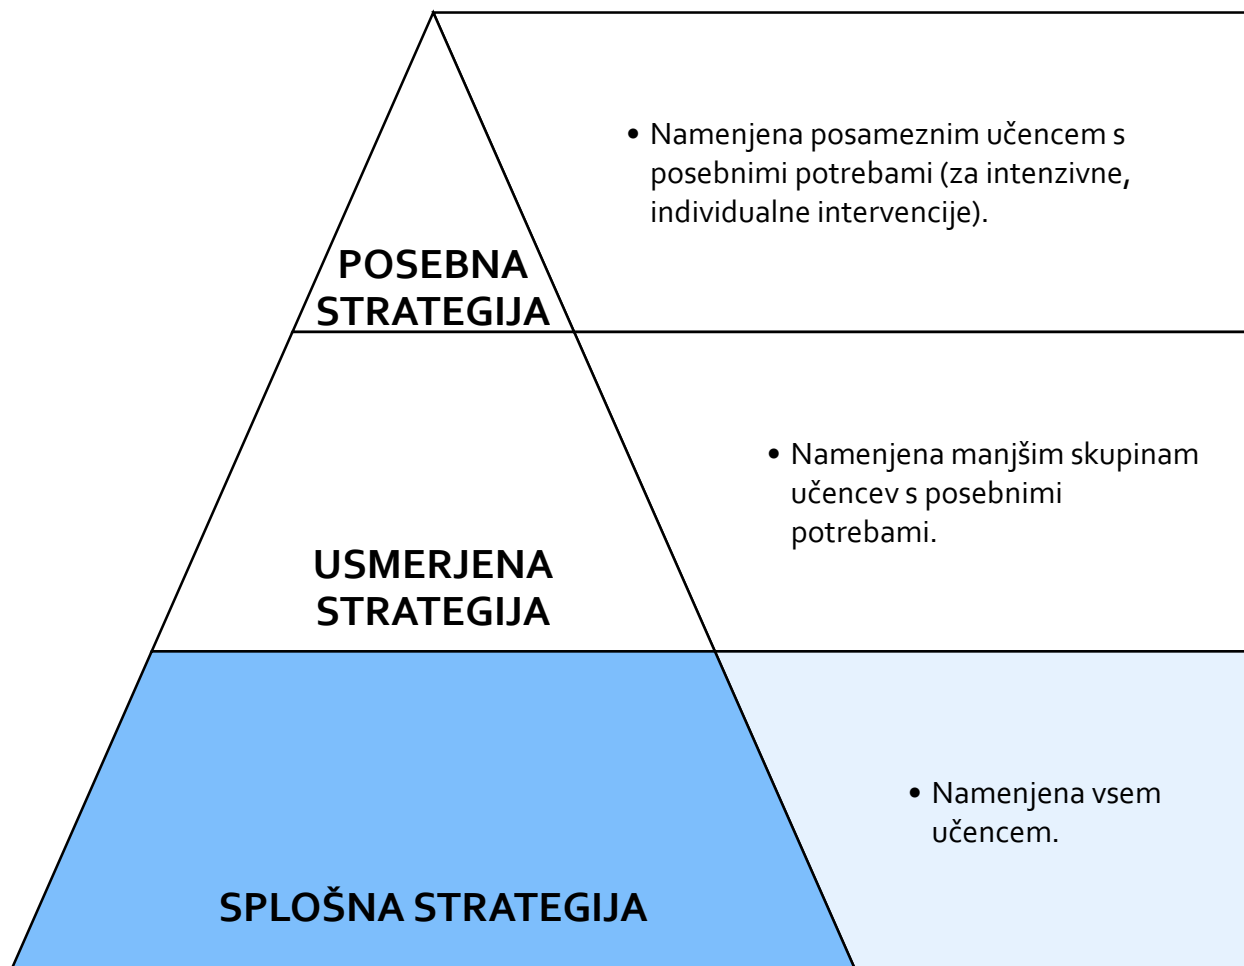 • Namenjena posameznim učencem s
posebnimi potrebami (za intenzivne,
individualne intervencije).
POSEBNA
STRATEGIJA
• Namenjena manjšim skupinam
učencev s posebnimi
potrebami.
USMERJENA
STRATEGIJA
• Namenjena vsem
učencem.
SPLOŠNA STRATEGIJA